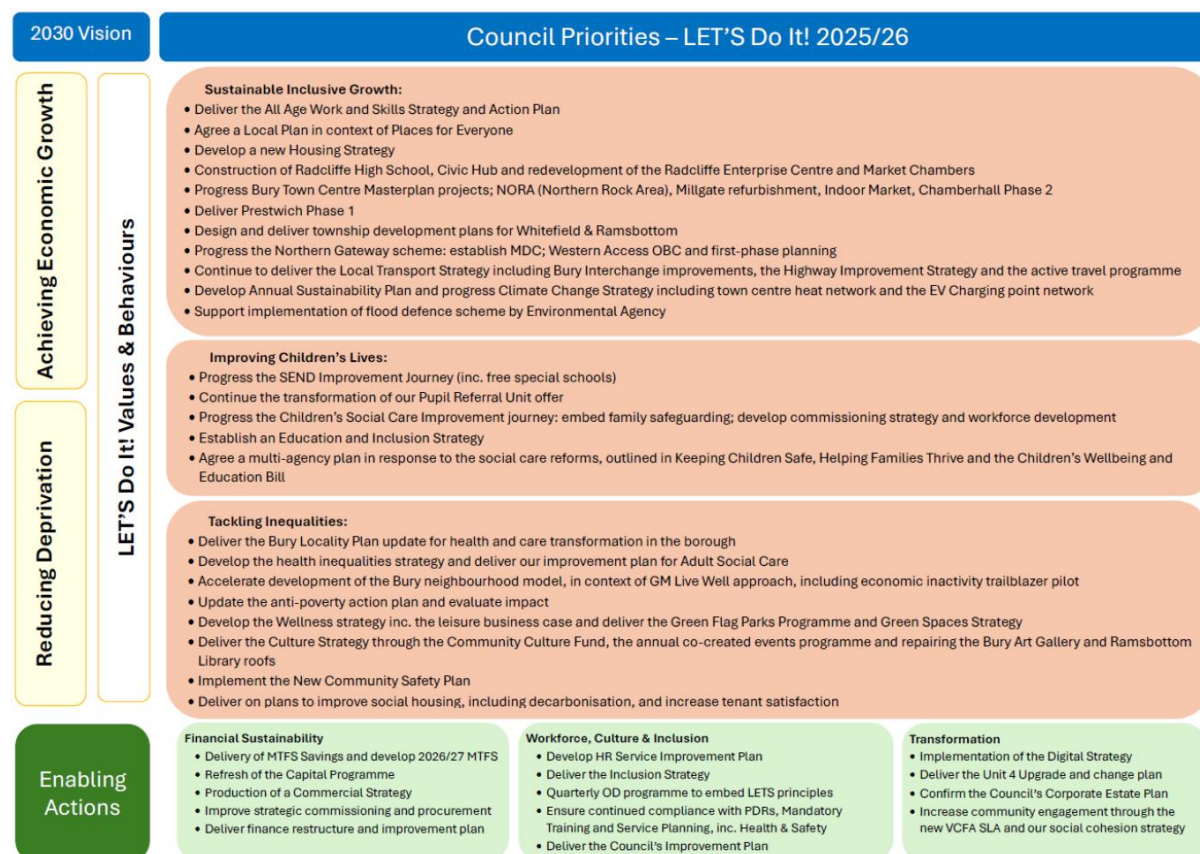 2030 Vision
Council Priorities – LET'S Do It! 2025/26
Achieving Economic Growth
Reducing Deprivation
LET'S Do It! Values & Behaviours
Sustainable Inclusive Growth:
• Deliver the All Age Work and Skills Strategy and Action Plan
• Agree a Local Plan in context of Places for Everyone
• Develop a new Housing Strategy
• Construction of Radcliffe High School, Civic Hub and redevelopment of the Radcliffe Enterprise Centre and Market Chambers
• Progress Bury Town Centre Masterplan projects; NORA (Northern Rock Area), Millgate refurbishment, Indoor Market, Chamberhall Phase 2
• Deliver Prestwich Phase 1
• Design and deliver township development plans for Whitefield & Ramsbottom
• Progress the Northern Gateway scheme: establish MDC; Western Access OBC and first-phase planning
• Continue to deliver the Local Transport Strategy including Bury Interchange improvements, the Highway Improvement Strategy and the active travel programme
• Develop Annual Sustainability Plan and progress Climate Change Strategy including town centre heat network and the EV Charging point network
• Support implementation of flood defence scheme by Environmental Agency
Improving Children's Lives:
• Progress the SEND Improvement Journey (inc. free special schools)
• Continue the transformation of our Pupil Referral Unit offer
• Progress the Children's Social Care Improvement journey: embed family safeguarding; develop commissioning strategy and workforce development
• Establish an Education and Inclusion Strategy
• Agree a multi-agency plan in response to the social care reforms, outlined in Keeping Children Safe, Helping Families Thrive and the Children's Wellbeing and
Education Bill
Tackling Inequalities:
• Deliver the Bury Locality Plan update for health and care transformation in the borough
• Develop the health inequalities strategy and deliver our improvement plan for Adult Social Care
• Accelerate development of the Bury neighbourhood model, in context of GM Live Well approach, including economic inactivity trailblazer pilot
• Update the anti-poverty action plan and evaluate impact
• Develop the Wellness strategy inc. the leisure business case and deliver the Green Flag Parks Programme and Green Spaces Strategy
• Deliver the Culture Strategy through the Community Culture Fund, the annual co-created events programme and repairing the Bury Art Gallery and Ramsbottom
Library roofs
• Implement the New Community Safety Plan
• Deliver on plans to improve social housing, including decarbonisation, and increase tenant satisfaction
Enabling
Actions
Financial Sustainability
• Delivery of MTFS Savings and develop 2026/27 MTFS
• Refresh of the Capital Programme
• Production of a Commercial Strategy
• Improve strategic commissioning and procurement
• Deliver finance restructure and improvement plan
Workforce, Culture & Inclusion
• Develop HR Service Improvement Plan
• Deliver the Inclusion Strategy
• Quarterly OD programme to embed LETS principles
• Ensure continued compliance with PDRs, Mandatory
Training and Service Planning, inc. Health & Safety
• Deliver the Council's Improvement Plan
Transformation
• Implementation of the Digital Strategy
• Deliver the Unit 4 Upgrade and change plan
• Confirm the Council's Corporate Estate Plan
• Increase community engagement through the
new VCFA SLA and our social cohesion strategy